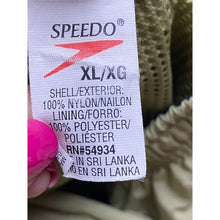 SPEEDO®
XL/XG
SHELL/EXTERIOR:
100% NYLON/NAILON
LINING/FORRO:
100% POLYESTER/
POLIÉSTER
RN#54934
IN SRI LANKA
EN SRI LANKA